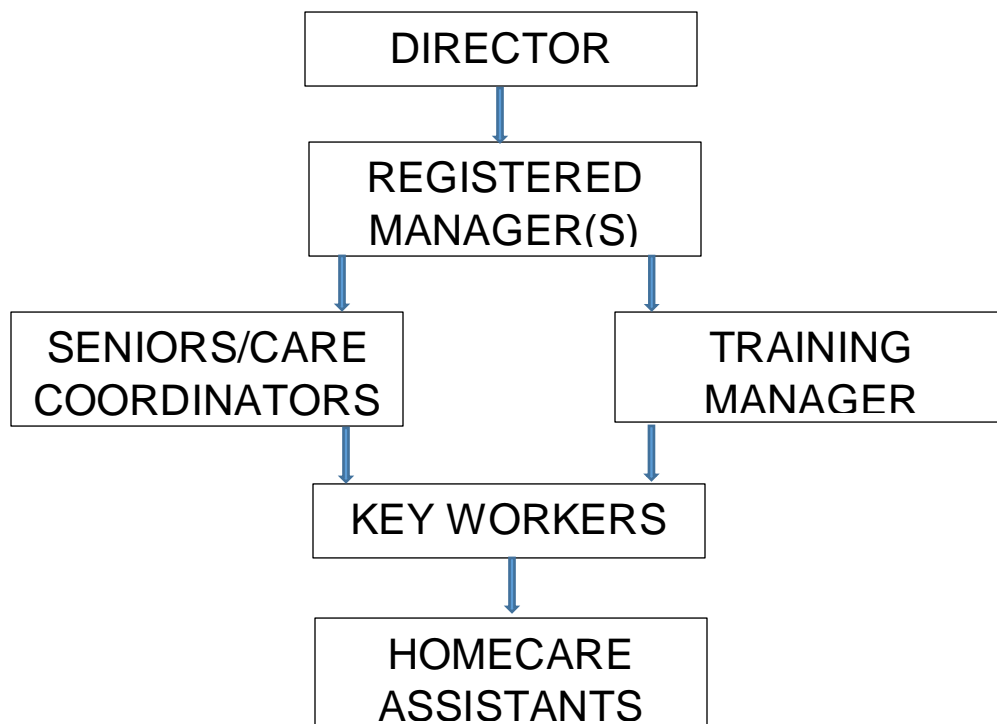 DIRECTOR
REGISTERED
MANAGER(S)
SENIORS/CARE
COORDINATORS
TRAINING
MANAGER
KEY WORKERS
HOMECARE
ASSISTANTS